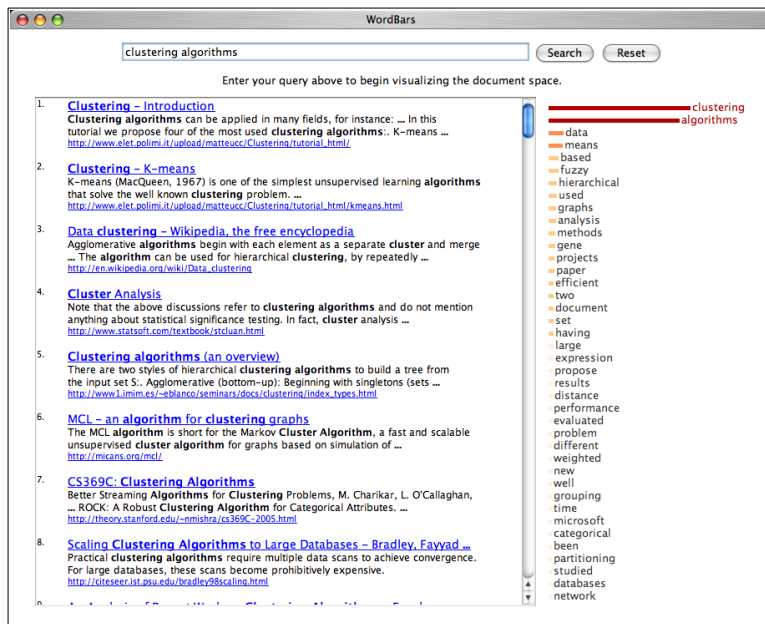 WordBars
clustering algorithms
Search
Reset
Enter your query above to begin visualizing the document space.
1. Clustering – Introduction
Clustering algorithms can be applied in many fields, for instance: ... In this
tutorial we propose four of the most used clustering algorithms:. K-means ...
http://www.elet.polimi.it/upload/matteucc/Clustering/tutorial_html/
2. Clustering – K-means
K-means (MacQueen, 1967) is one of the simplest unsupervised learning algorithms
that solve the well known clustering problem. ...
http://www.elet.polimi.it/upload/matteucc/Clustering/tutorial_html/kmeans.html
3. Data clustering – Wikipedia, the free encyclopedia
Agglomerative algorithms begin with each element as a separate cluster and merge
... The algorithm can be used for hierarchical clustering, by repeatedly ...
http://en.wikipedia.org/wiki/Data_clustering
4. Cluster Analysis
Note that the above discussions refer to clustering algorithms and do not mention
anything about statistical significance testing. In fact, cluster analysis ...
http://www.statsoft.com/textbook/stcluan.html
5. Clustering algorithms (an overview)
There are two styles of hierarchical clustering algorithms to build a tree from
the input set S:. Agglomerative (bottom-up): Beginning with singletons (sets ...
http://www1.imim.es/~eblanco/seminars/docs/clustering/index_types.html
6. MCL – an algorithm for clustering graphs
The MCL algorithm is short for the Markov Cluster Algorithm, a fast and scalable
unsupervised cluster algorithm for graphs based on simulation of ...
http://micans.org/mcl/
7. CS369C: Clustering Algorithms
Better Streaming Algorithms for Clustering Problems, M. Charikar, L. O'Callaghan,
... ROCK: A Robust Clustering Algorithm for Categorical Attributes. ...
http://theory.stanford.edu/~nmishra/cs369C-2005.html
8. Scaling Clustering Algorithms to Large Databases – Bradley, Fayyad ...
Practical clustering algorithms require multiple data scans to achieve convergence.
For large databases, these scans become prohibitively expensive.
http://citeseer.ist.psu.edu/bradley98scaling.html
clustering
algorithms
data
means
based
fuzzy
hierarchical
used
graphs
analysis
methods
gene
projects
paper
efficient
two
document
set
having
large
expression
propose
results
distance
performance
evaluated
problem
different
weighted
new
well
grouping
time
microsoft
categorical
been
partitioning
studied
databases
network